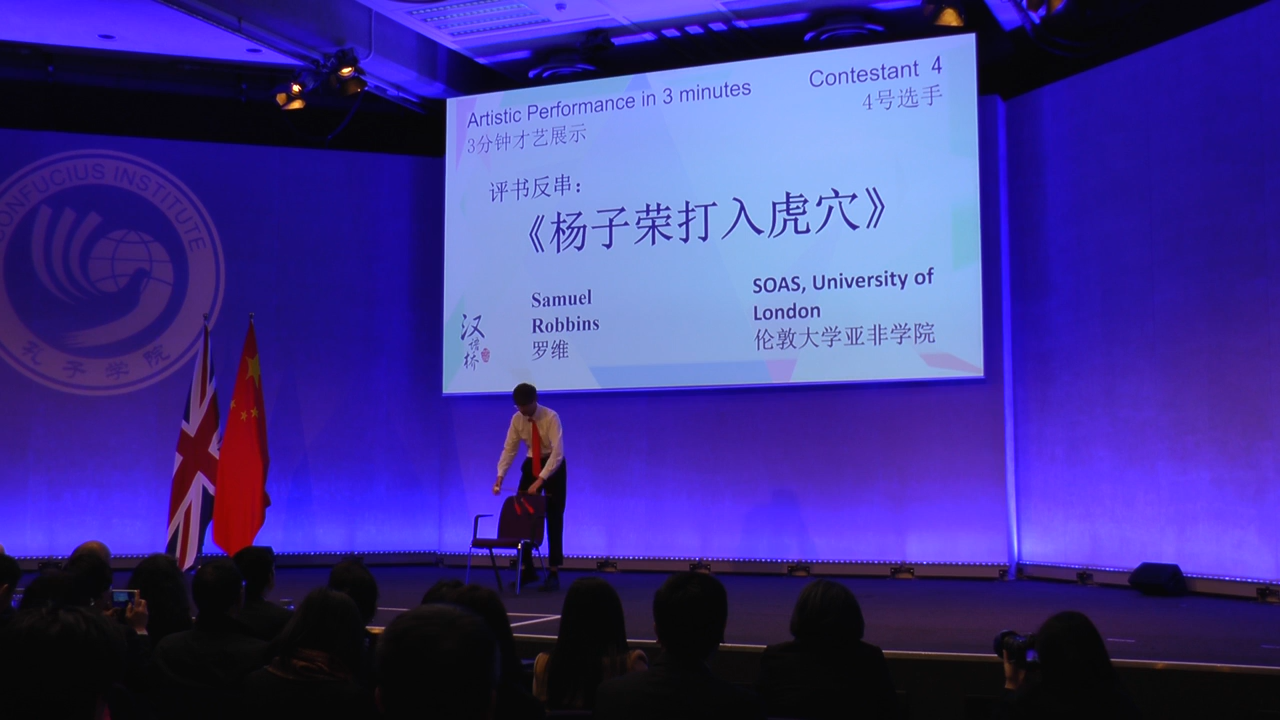 Artistic Performance in 3 minutes
3分钟才艺展示
Contestant 4
4号选手
评书反串:
《杨子荣打入虎穴》
Samuel
Robbins
罗维
SOAS, University of
London
伦敦大学亚非学院
汉语桥
CONFUCIUS INSTITUTE
孔子学院